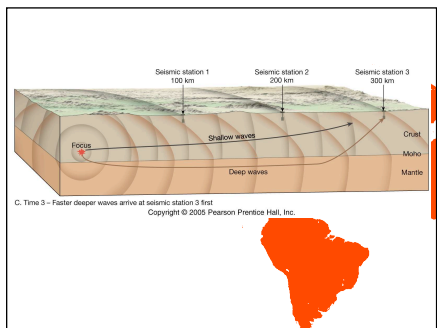 Seismic station 1
100 km
Seismic station 2
200 km
Seismic station 3
300 km
Shallow waves
Crust
Focus
Moho
Deep waves
Mantle
C. Time 3 – Faster deeper waves arrive at seismic station 3 first
Copyright © 2005 Pearson Prentice Hall, Inc.